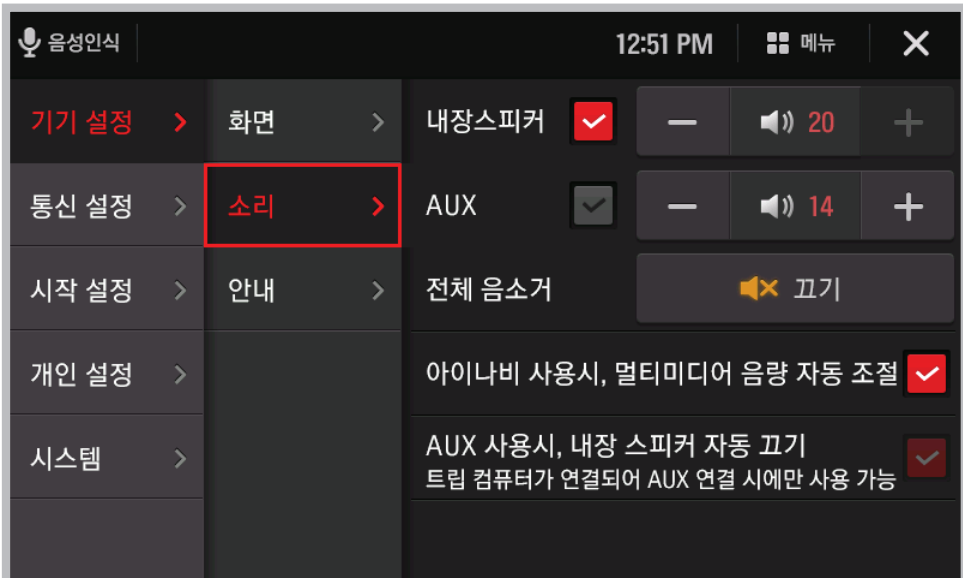 음성인식
12:51 PM
메뉴
기기 설정
통신 설정
시작 설정
개인 설정
시스템
화면
소리
안내
내장스피커
20
AUX
14
전체 음소거
끄기
아이나비 사용시, 멀티미디어 음량 자동 조절
AUX 사용시, 내장 스피커 자동 끄기
트립 컴퓨터가 연결되어 AUX 연결 시에만 사용 가능